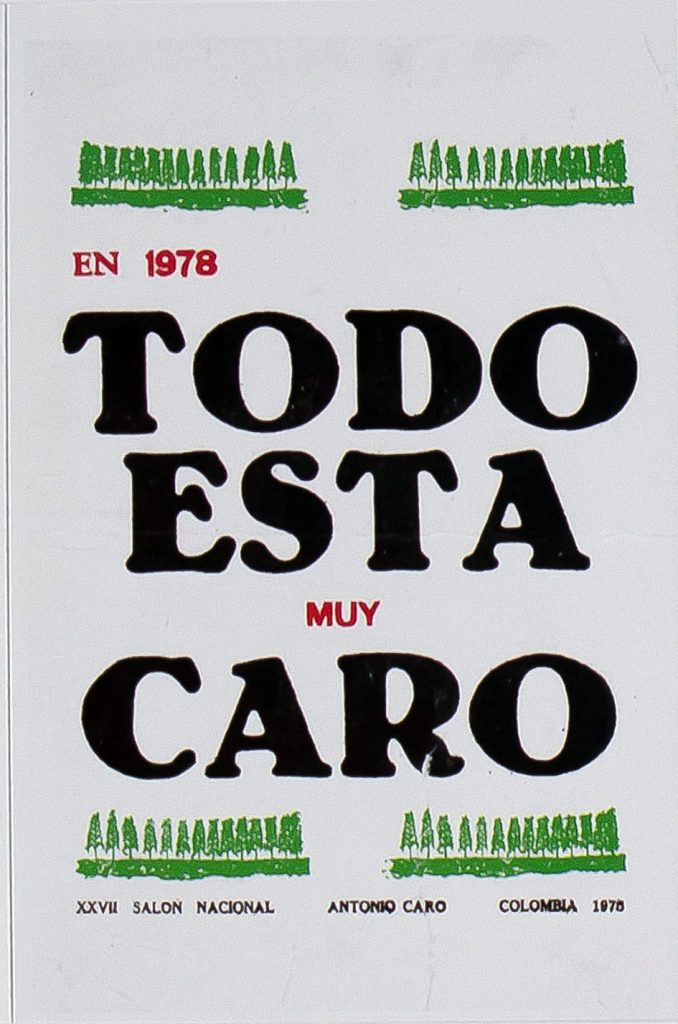 EN 1978
TODO
ESTA
MUY
CARO
XXVII SALON NACIONAL ANTONIO CARO COLOMBIA 1978